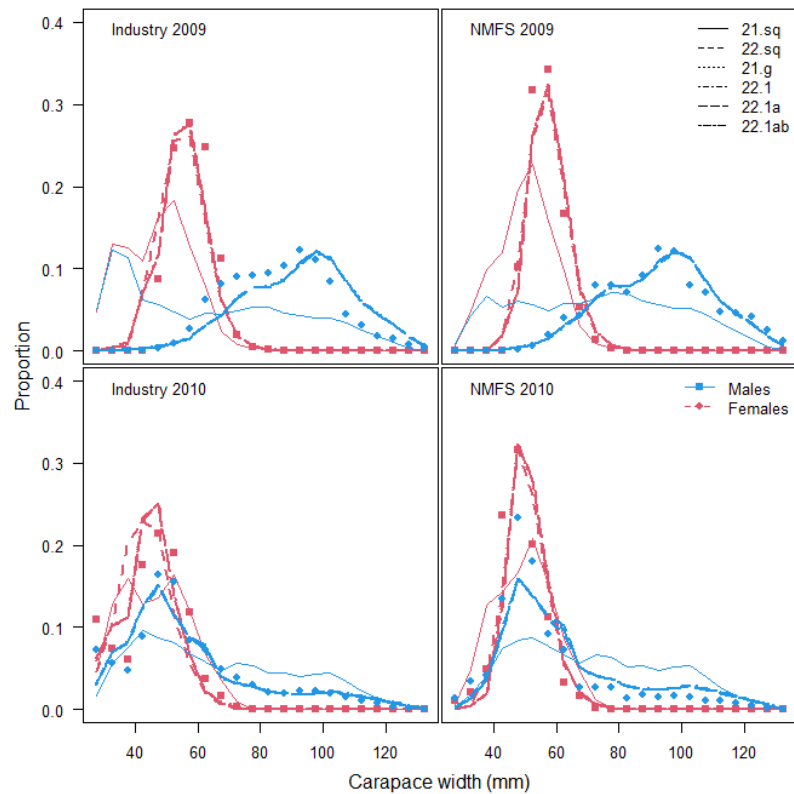 Industry 2009
NMFS 2009
21.sq
22.sq
21.g
22.1
22.1a
22.1ab
0.4
0.3
0.2
0.1
0.0
Proportion
Industry 2010
NMFS 2010
Males
Females
0.4
0.3
0.2
0.1
0.0
40 60 80 100 120
40 60 80 100 120
Carapace width (mm)